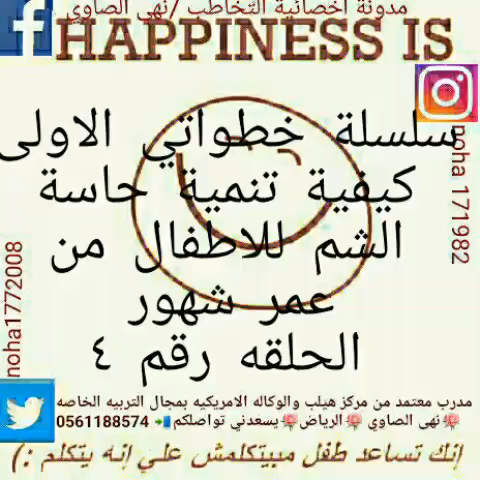 مدونة اخصائية التخاطب /نهى الصاوي
HAPPINESS IS
سلسلة خطواتي الاولى
كيفية تنمية حاسة
الشم للاطفال من
عمر شهور
الحلقه رقم ٤
noha 171982
noha1772008
مدرب معتمد من مركز هيلب والوكاله الامريكيه بمجال التربيه الخاصه
نهى الصاوي الرياض يسعدني تواصلكم 0561188574
إنك تساعد طفل مبيتكلمش علي إنه يتكلم :)